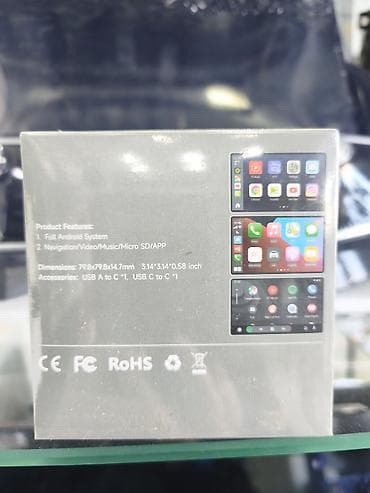 Product Features:
1. Full Android System
2. Navigation/Video/Music/Micro SD/APP
Dimensions: 79.8x79.8x14.7mm 3.14*3.14*0.58 inch
Accessories: USB A to C *1, USB C to C *1
CE FC RoHS